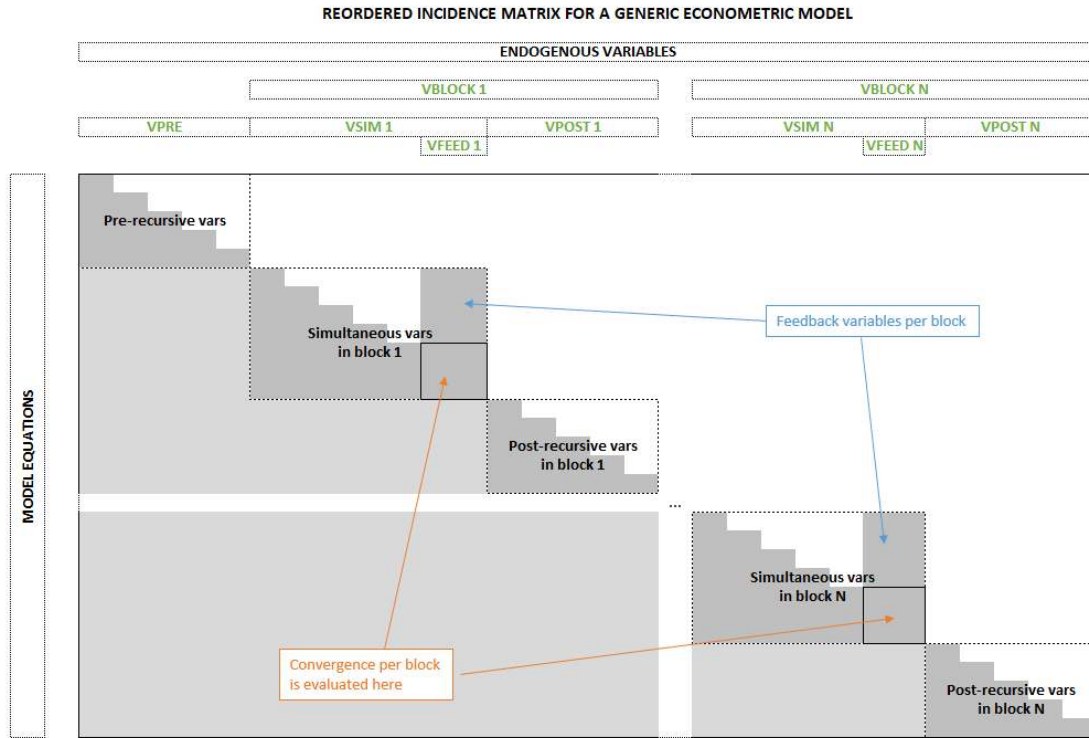 REORDERED INCIDENCE MATRIX FOR A GENERIC ECONOMETRIC MODEL
ENDOGENOUS VARIABLES
VBLOCK 1
VBLOCK N
VPRE
VSIM 1
VPOST 1
VSIM N
VPOST N
VFEED 1
VFEED N
MODEL EQUATIONS
Pre-recursive vars
Simultaneous vars
in block 1
Feedback variables per block
Post-recursive vars
in block 1
...
Simultaneous vars
in block N
Convergence per block
is evaluated here
Post-recursive vars
in block N